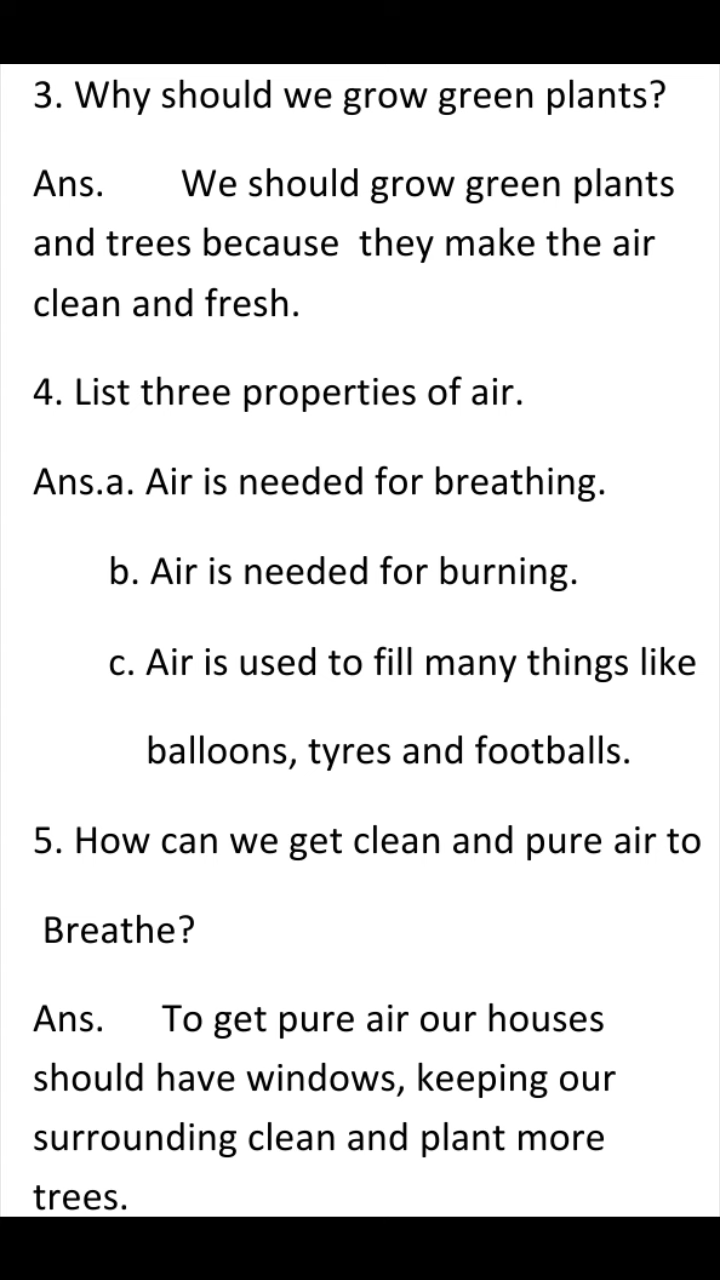 3. Why should we grow green plants?
Ans. We should grow green plants
and trees because they make the air
clean and fresh.
4. List three properties of air.
Ans.a. Air is needed for breathing.
b. Air is needed for burning.
c. Air is used to fill many things like
balloons, tyres and footballs.
5. How can we get clean and pure air to
Breathe?
Ans. To get pure air our houses
should have windows, keeping our
surrounding clean and plant more
trees.